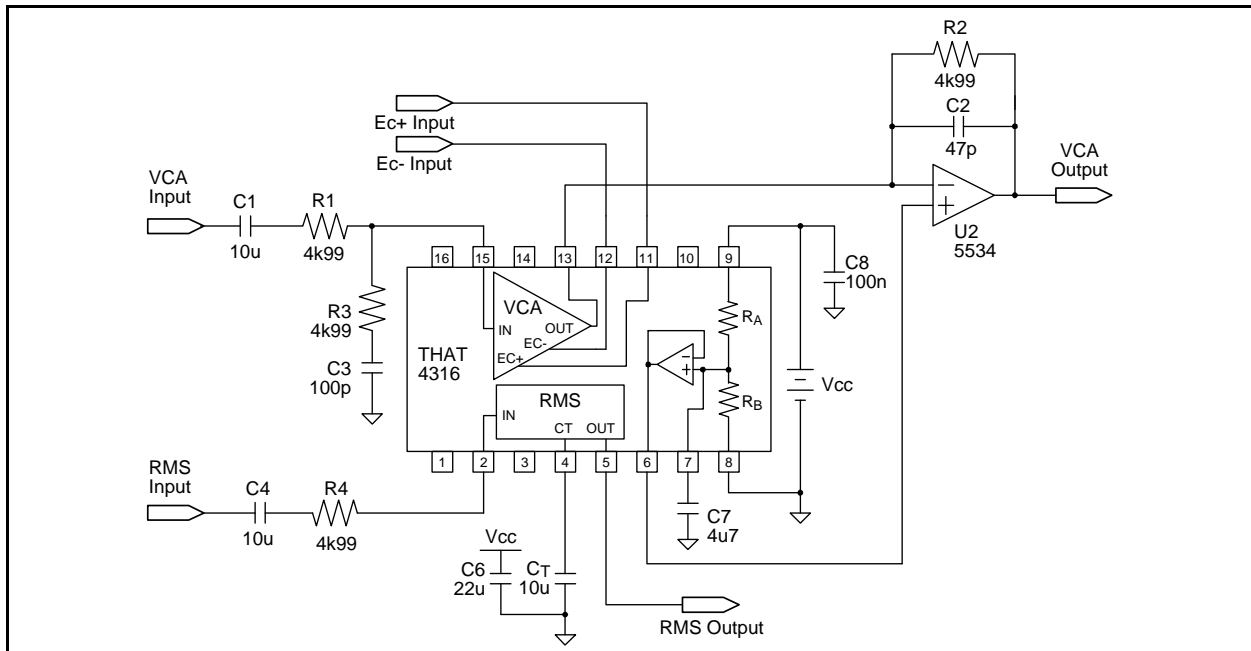 R2
4k99
C2
47p
Ec+ Input
Ec- Input
VCA
Input
C1
10u
R1
4k99
VCA
Output
−
+
U2
5534
16
15
14
13
12
11
10
9
C8
100n
R3
4k99
C3
100p
VCA
IN
OUT
EC-
EC+
THAT
4316
RA
-
+
RB
Vcc
RMS
IN
CT
OUT
1
2
3
4
5
6
7
8
RMS
Input
C4
10u
R4
4k99
C7
4u7
Vcc
C6
22u
CT
10u
RMS Output